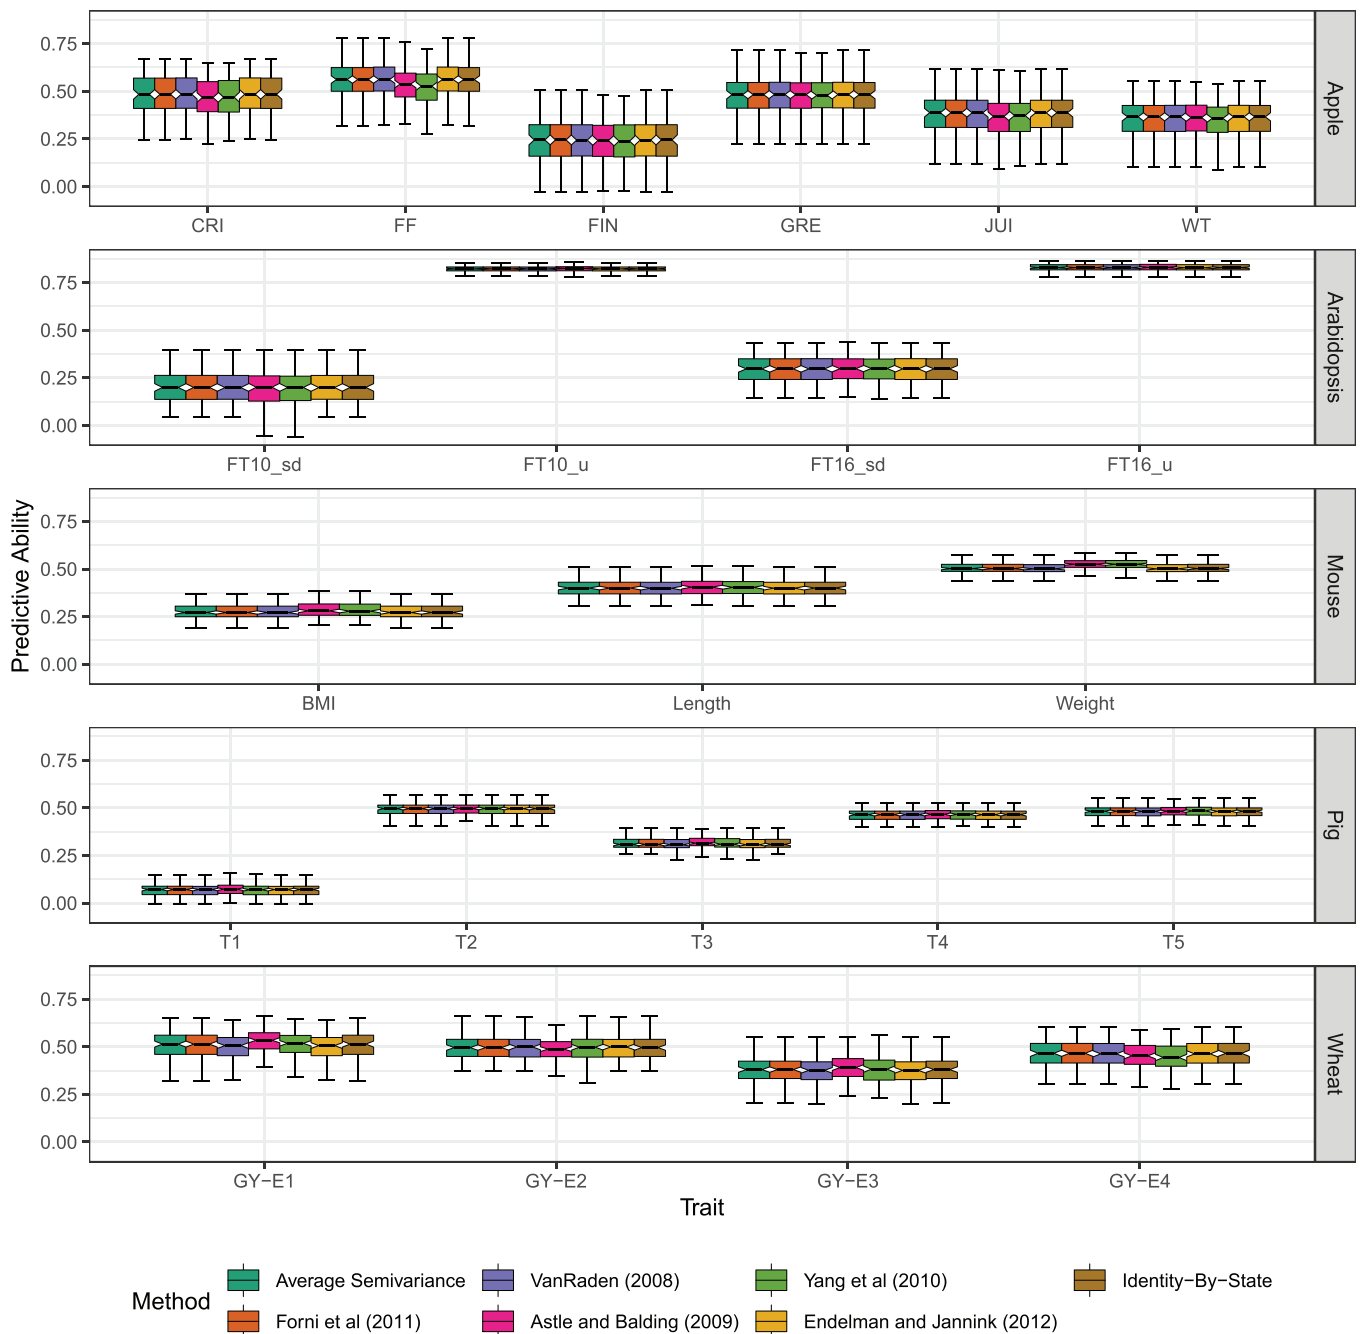 0.75
0.50
0.25
0.00
Apple
CRI FF FIN GRE JUI WT
0.75
0.50
0.25
0.00
Arabidopsis
FT10_sd FT10_u FT16_sd FT16_u
Predictive Ability
0.75
0.50
0.25
0.00
Mouse
BMI Length Weight
0.75
0.50
0.25
0.00
Pig
T1 T2 T3 T4 T5
0.75
0.50
0.25
0.00
Wheat
GY−E1 GY−E2 GY−E3 GY−E4
Trait
Method
Average Semivariance VanRaden (2008) Yang et al (2010) Identity−By−State
Forni et al (2011) Astle and Balding (2009) Endelman and Jannink (2012)